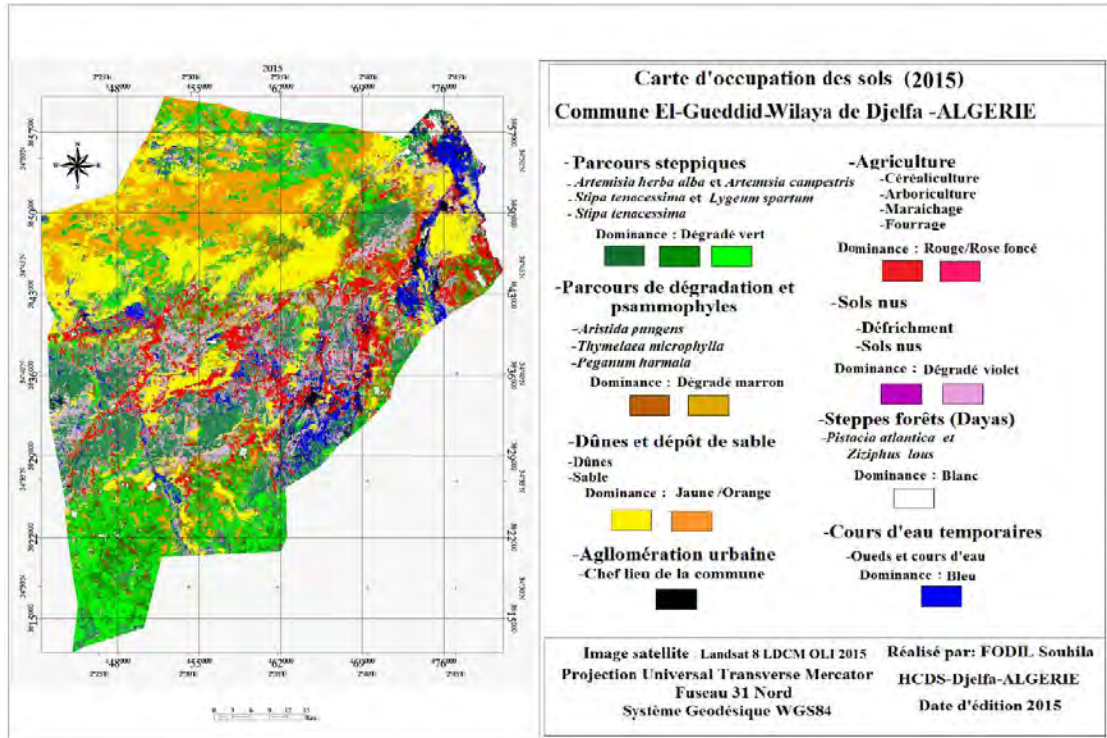 2015
Carte d'occupation des sols (2015)
Commune El-Gueddid-Wilaya de Djelfa -ALGERIE
- Parcours steppiques
- Artemisia herba alba et Artemsia campestris
- Stipa tenacessima et Lygeum spartum
- Stipa tenacessima
Dominance : Dégradé vert
-Parcours de dégradation et
psammophyles
-Aristida pungens
-Thymelaea microphylla
-Peganum harmala
Dominance : Dégradé marron
-Dûnes et dépôt de sable
-Dûnes
-Sable
Dominance : Jaune /Orange
-Agllomération urbaine
-Chef lieu de la commune
-Agriculture
-Céréaliculture
-Arboriculture
-Maraichage
-Fourrage
Dominance : Rouge/Rose foncé
-Sols nus
-Défrichment
-Sols nus
Dominance : Dégradé violet
-Steppes forêts (Dayas)
-Pistacia atlantica et
Ziziphus lous
Dominance : Blanc
-Cours d'eau temporaires
-Oueds et cours d'eau
Dominance : Bleu
Image satellite Landsat 8 LDCM OLI 2015
Projection Universal Transverse Mercator
Fuseau 31 Nord
Système Geodésique WGS84
Réalisé par: FODIL Souhila
HCDS-Djelfa-ALGERIE
Date d'édition 2015